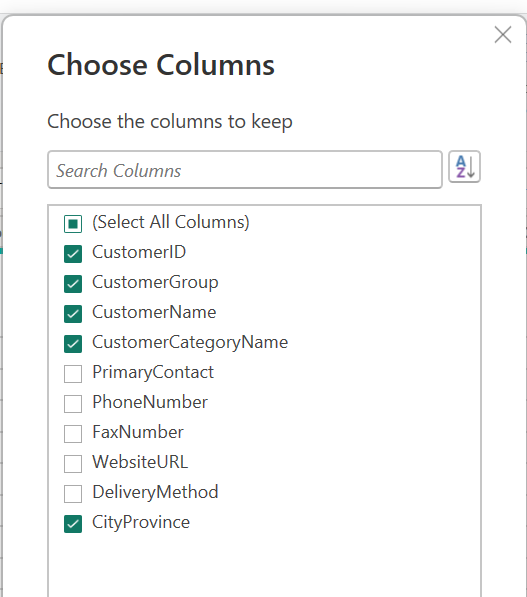 Choose Columns
Choose the columns to keep
Search Columns
AZ
(Select All Columns)
CustomerID
CustomerGroup
CustomerName
CustomerCategoryName
PrimaryContact
PhoneNumber
FaxNumber
WebsiteURL
DeliveryMethod
CityProvince